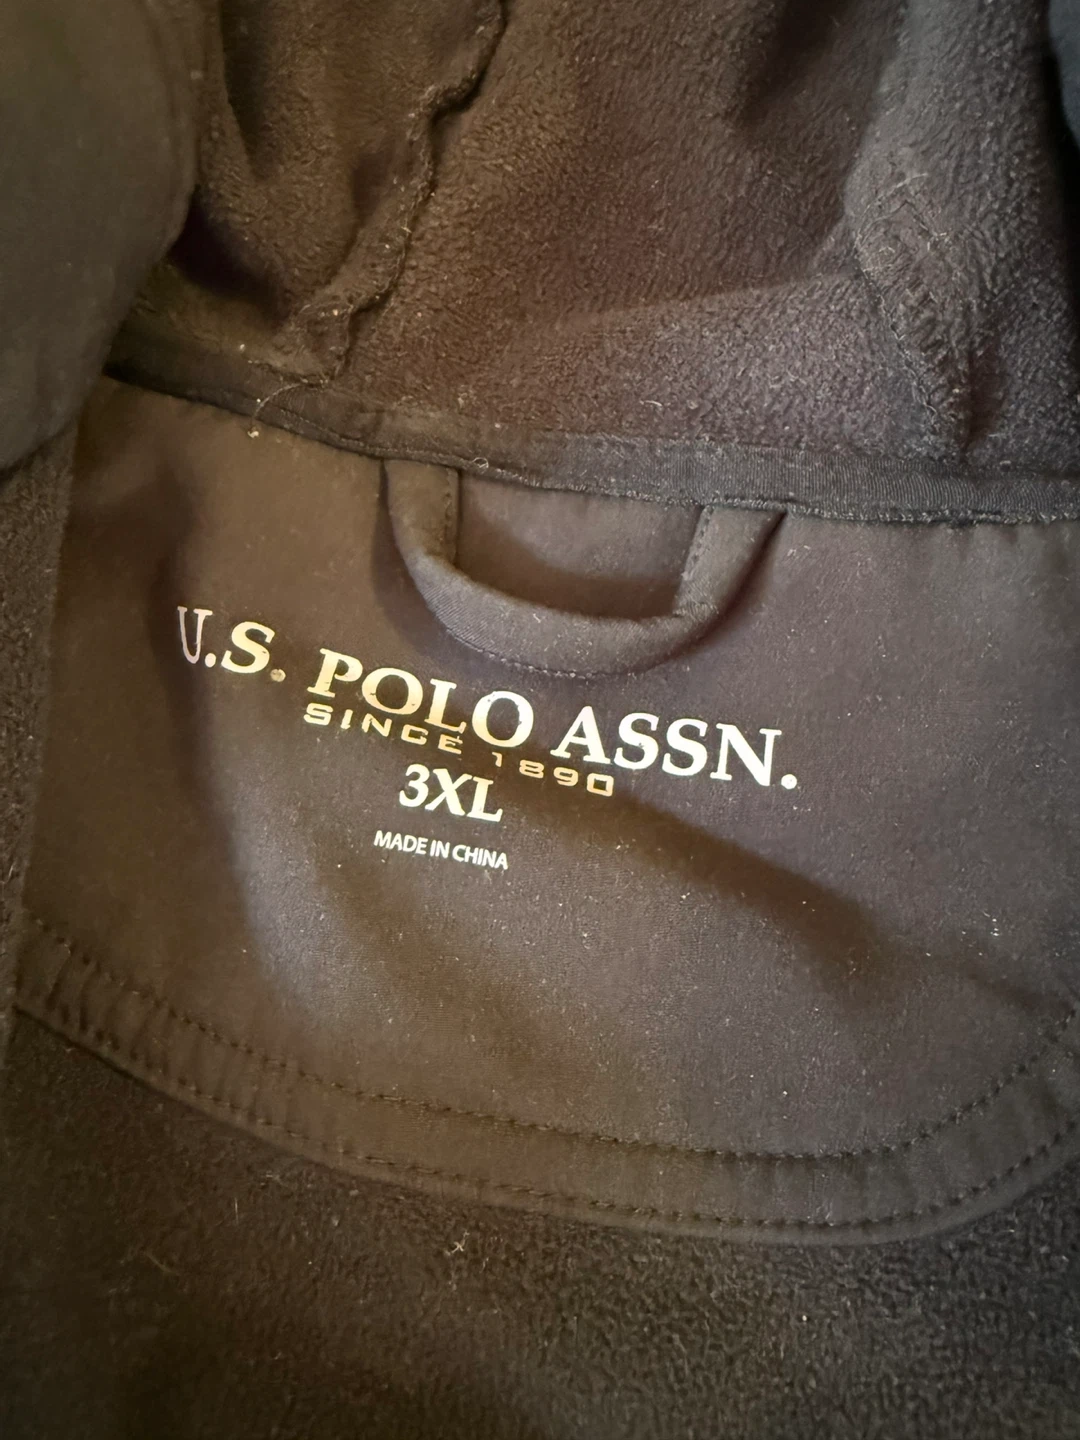 U.S. POLO ASSN.
SINCE 1890
3XL
MADE IN CHINA